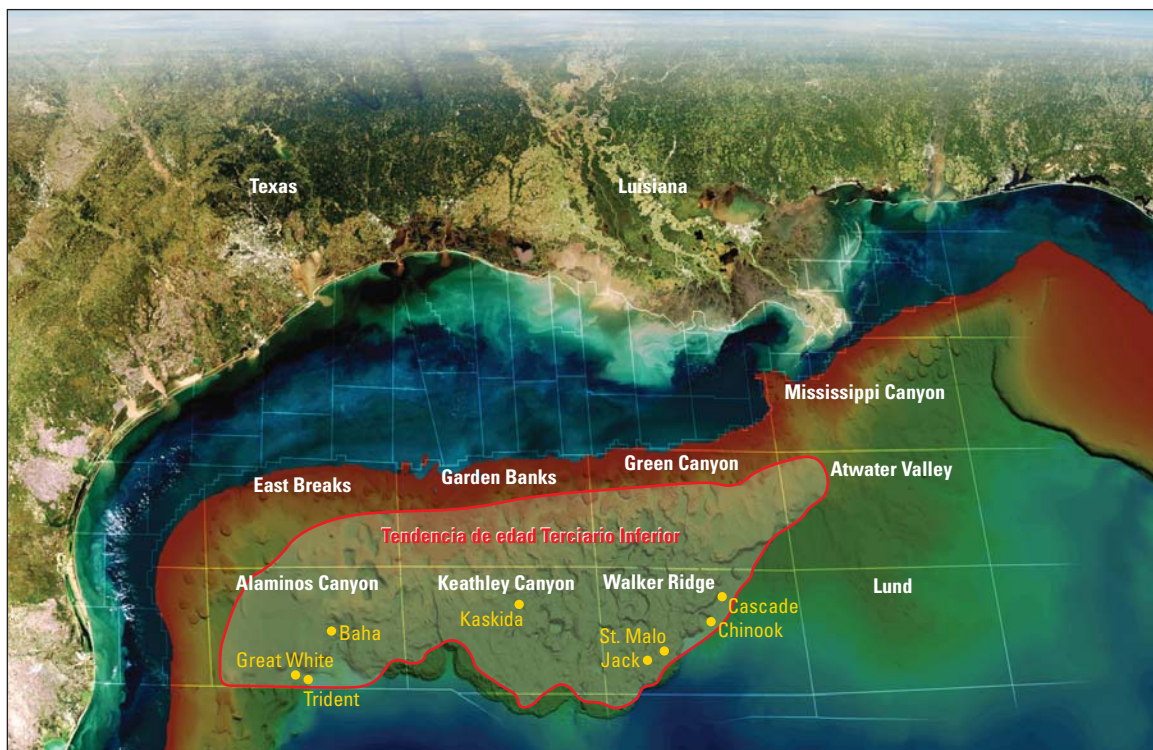 Texas
Luisiana
Mississippi Canyon
Atwater Valley
Green Canyon
Garden Banks
East Breaks
Tendencia de edad Terciario Inferior
Alaminos Canyon
Keathley Canyon
Walker Ridge
Lund
Kaskida
Cascade
Chinook
Baha
St. Malo
Jack
Great White
Trident